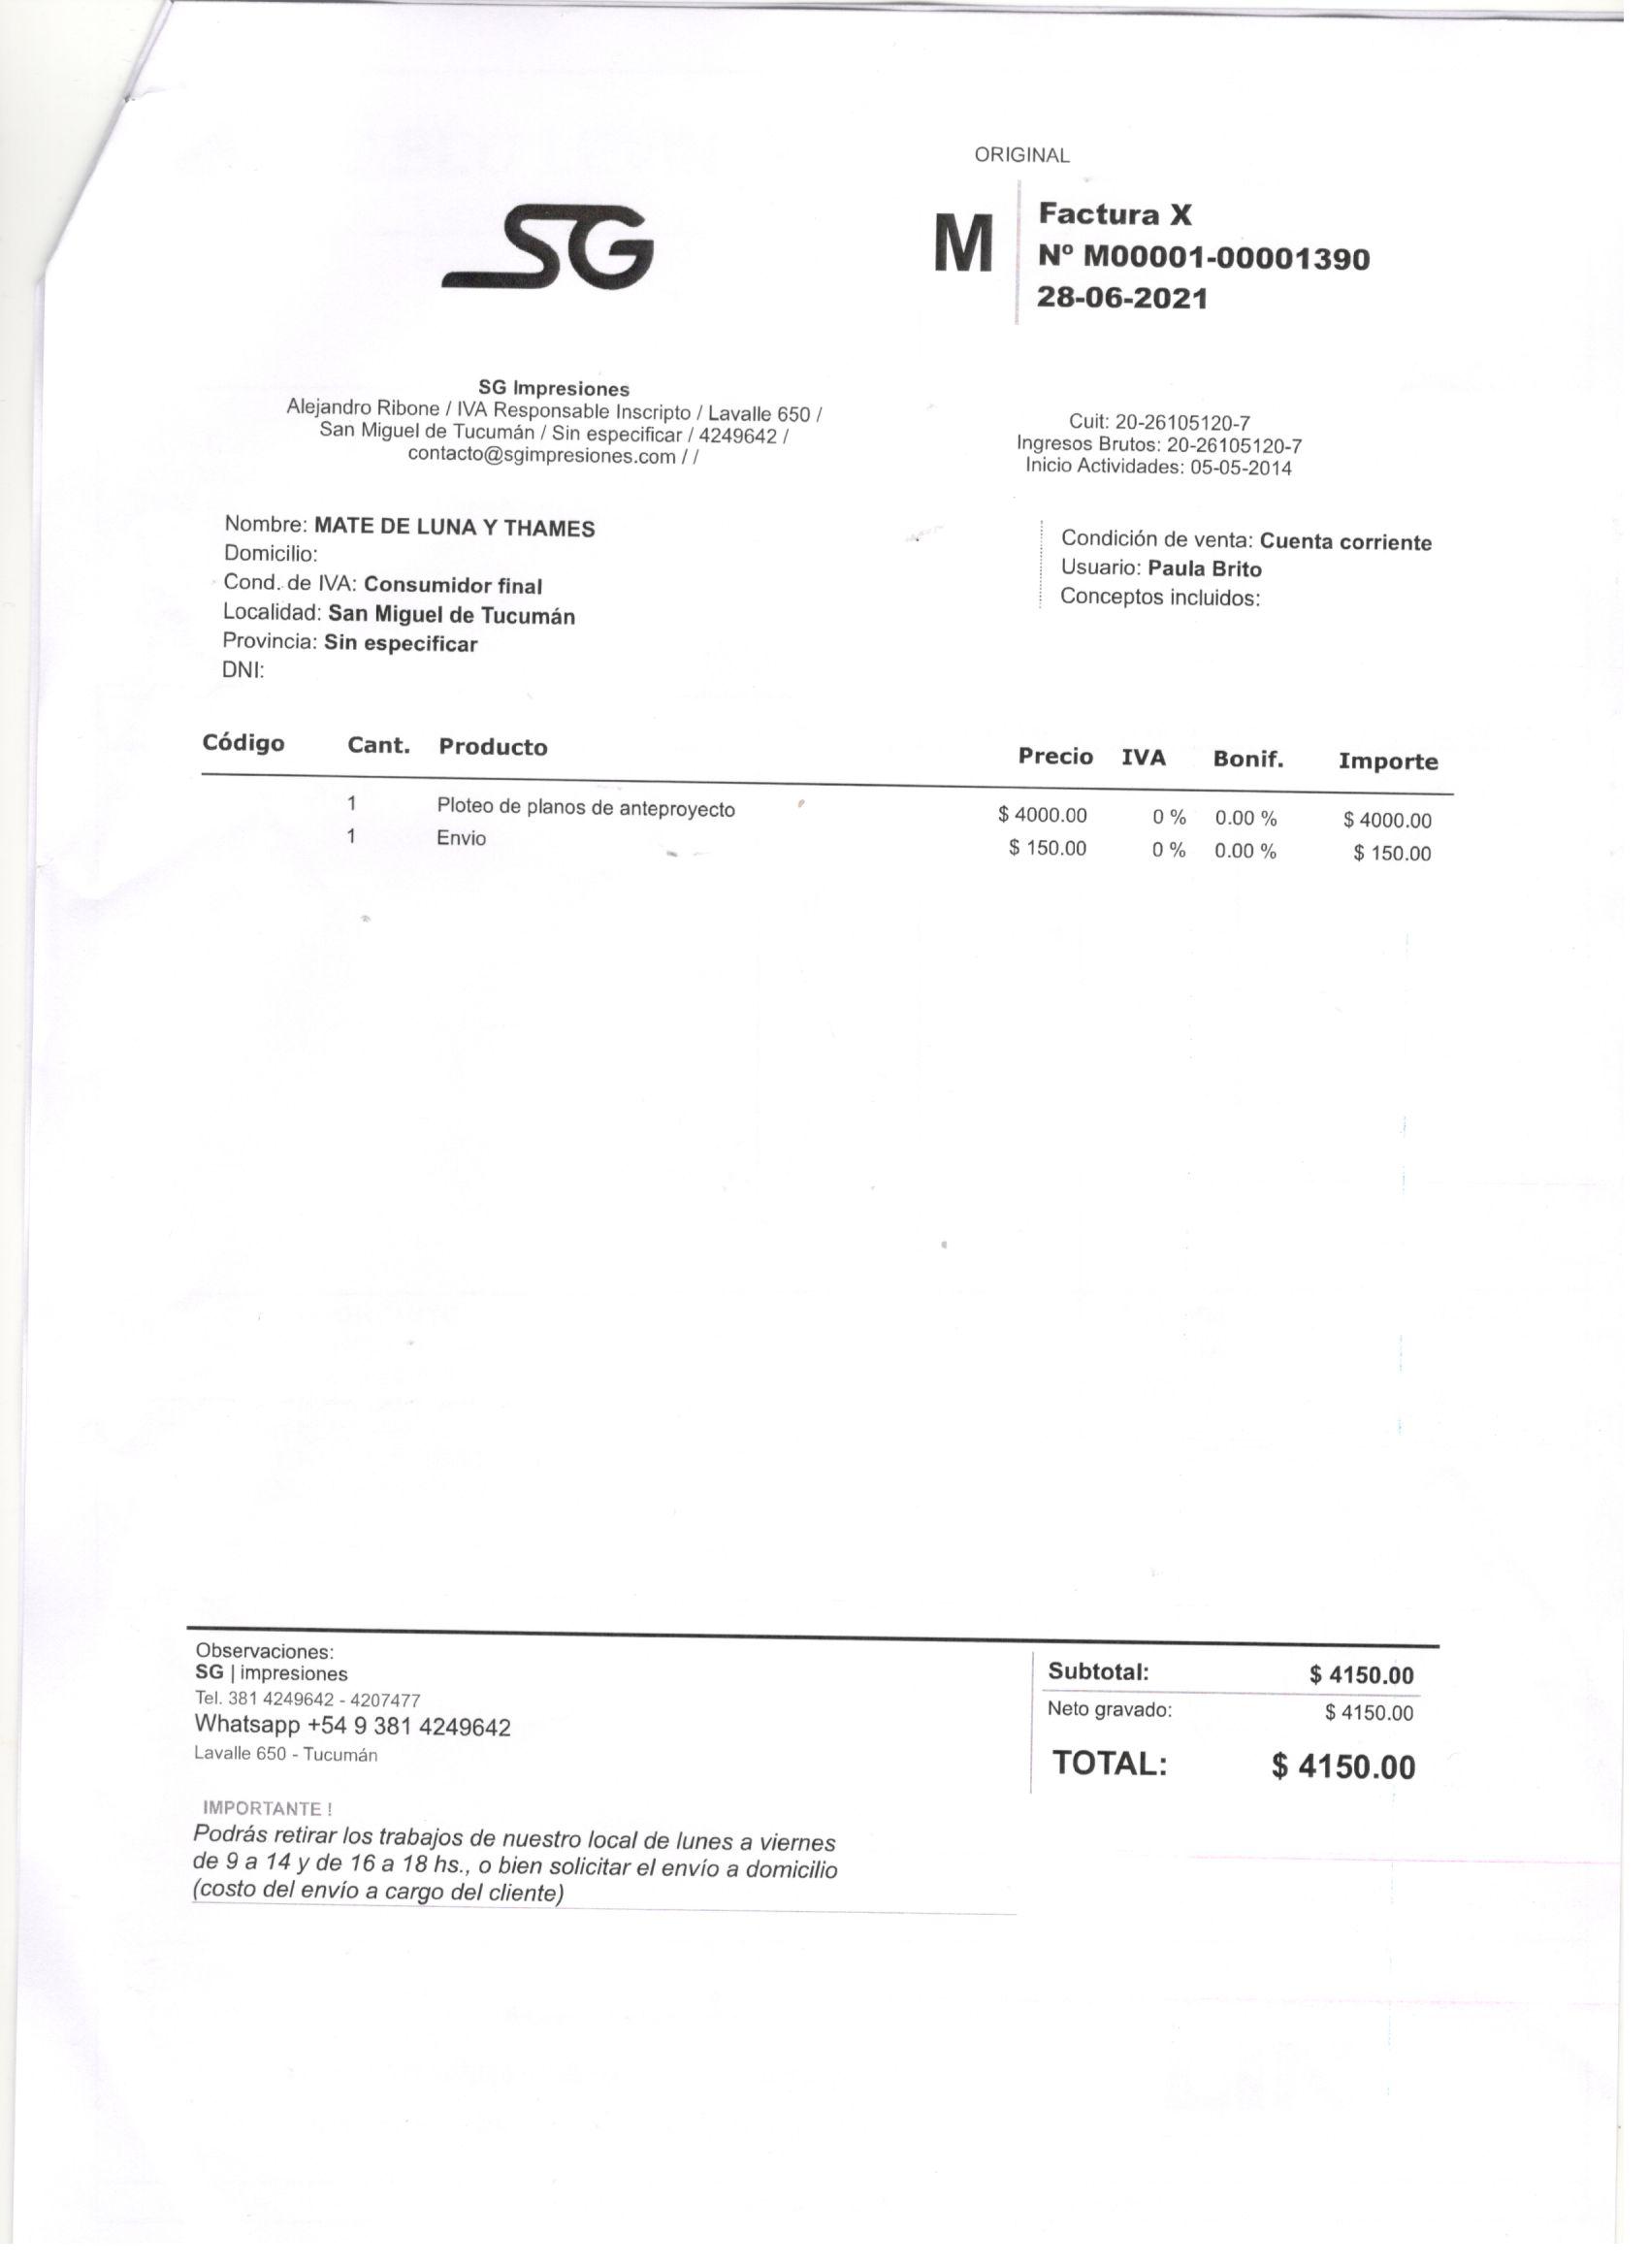 ORIGINAL
SG
M
Factura X
Nº M00001-00001390
28-06-2021
SG Impresiones
Alejandro Ribone / IVA Responsable Inscripto / Lavalle 650 /
San Miguel de Tucumán / Sin especificar / 4249642 /
contacto@sgimpresiones.com / /
Cuit: 20-26105120-7
Ingresos Brutos: 20-26105120-7
Inicio Actividades: 05-05-2014
Nombre: MATE DE LUNA Y THAMES
Domicilio:
Cond. de IVA: Consumidor final
Localidad: San Miguel de Tucumán
Provincia: Sin especificar
DNI:
Condición de venta: Cuenta corriente
Usuario: Paula Brito
Conceptos incluidos:
Código Cant. Producto Precio IVA Bonif. Importe
1 Ploteo de planos de anteproyecto $ 4000.00 0 % 0.00 % $ 4000.00
1 Envio $ 150.00 0 % 0.00 % $ 150.00
Observaciones:
SG | impresiones
Tel. 381 4249642 - 4207477
Whatsapp +54 9 381 4249642
Lavalle 650 - Tucumán
Subtotal: $ 4150.00
Neto gravado: $ 4150.00
TOTAL: $ 4150.00
IMPORTANTE !
Podrás retirar los trabajos de nuestro local de lunes a viernes
de 9 a 14 y de 16 a 18 hs., o bien solicitar el envío a domicilio
(costo del envío a cargo del cliente)